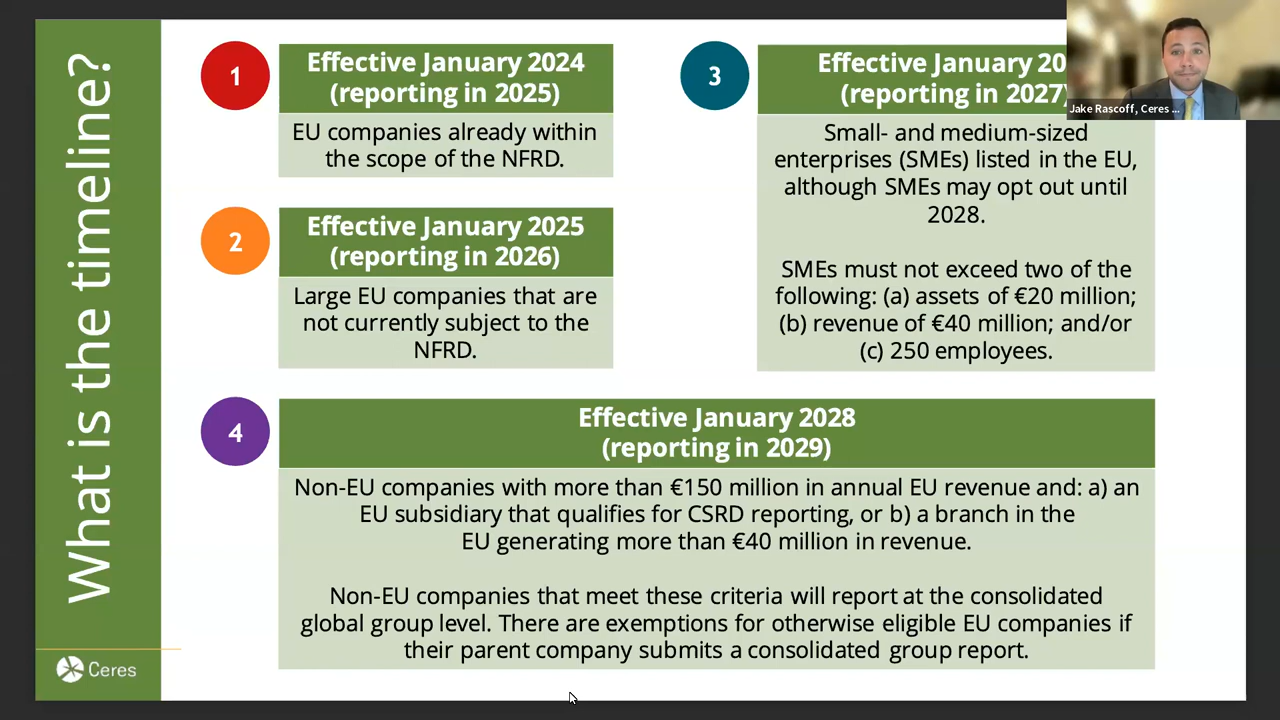 What is the timeline?
1
Effective January 2024
(reporting in 2025)
EU companies already within
the scope of the NFRD.
2
Effective January 2025
(reporting in 2026)
Large EU companies that are
not currently subject to the
NFRD.
3
Effective January 20
(reporting in 2027)
Small- and medium-sized
enterprises (SMEs) listed in the EU,
although SMEs may opt out until
2028.
SMEs must not exceed two of the
following: (a) assets of €20 million;
(b) revenue of €40 million; and/or
(c) 250 employees.
4
Effective January 2028
(reporting in 2029)
Non-EU companies with more than €150 million in annual EU revenue and: a) an
EU subsidiary that qualifies for CSRD reporting, or b) a branch in the
EU generating more than €40 million in revenue.
Non-EU companies that meet these criteria will report at the consolidated
global group level. There are exemptions for otherwise eligible EU companies if
their parent company submits a consolidated group report.
Ceres
Jake Rascoff, Ceres ...